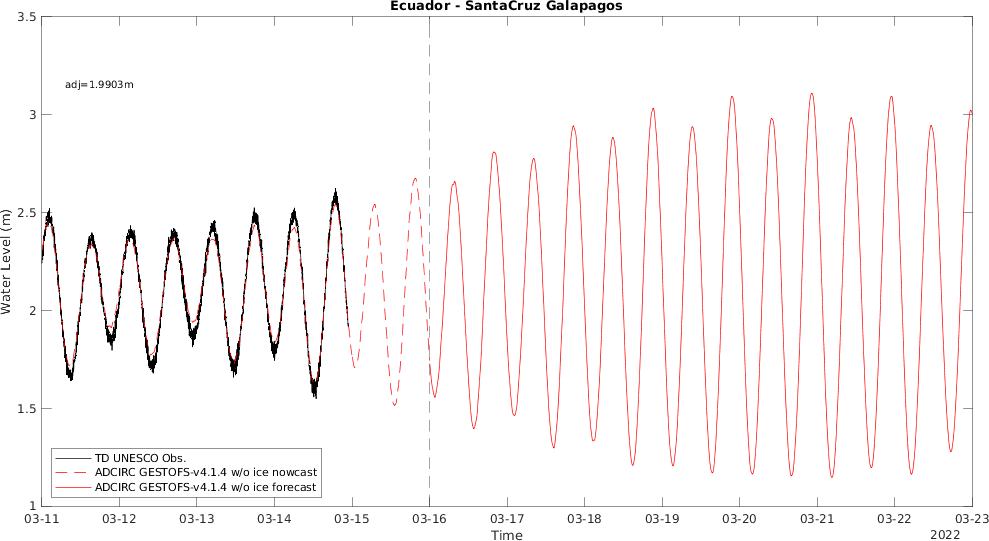 Ecuador - SantaCruz Galapagos
3.5
adj=1.9903m
3
2.5
Water Level (m)
2
1.5
TD UNESCO Obs.
ADCIRC GESTOFS-v4.1.4 w/o ice nowcast
ADCIRC GESTOFS-v4.1.4 w/o ice forecast
1
03-11 03-12 03-13 03-14 03-15 03-16 03-17 03-18 03-19 03-20 03-21 03-22 03-23
Time
2022